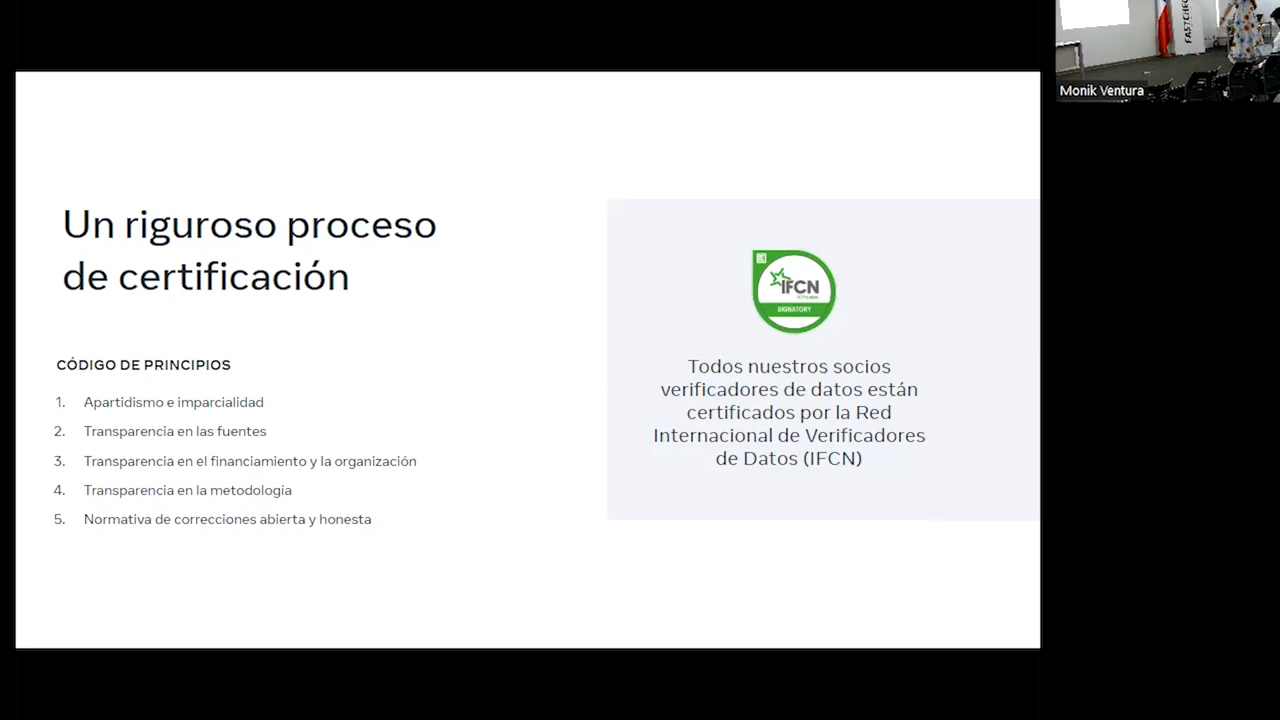 Un riguroso proceso
de certificación
CÓDIGO DE PRINCIPIOS
1. Apartidismo e imparcialidad
2. Transparencia en las fuentes
3. Transparencia en el financiamiento y la organización
4. Transparencia en la metodología
5. Normativa de correcciones abierta y honesta
IFCN
SIGNATORY
Todos nuestros socios
verificadores de datos están
certificados por la Red
Internacional de Verificadores
de Datos (IFCN)
Monik Ventura